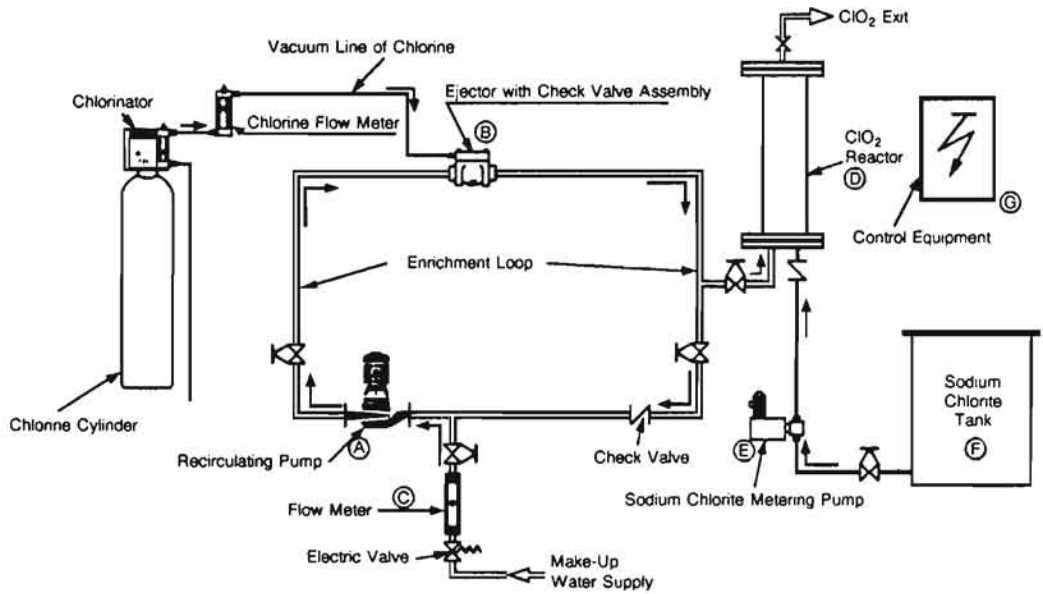 ClO₂ Exit
Vacuum Line of Chlorine
Ejector with Check Valve Assembly
Chlorinator
Chlorine Flow Meter
B
ClO₂
Reactor
D
G
Control Equipment
Enrichment Loop
Sodium
Chlorite
Tank
F
Chlorine Cylinder
A
Recirculating Pump
Check Valve
E
Sodium Chlorite Metering Pump
C
Flow Meter
Electric Valve
Make-Up
Water Supply